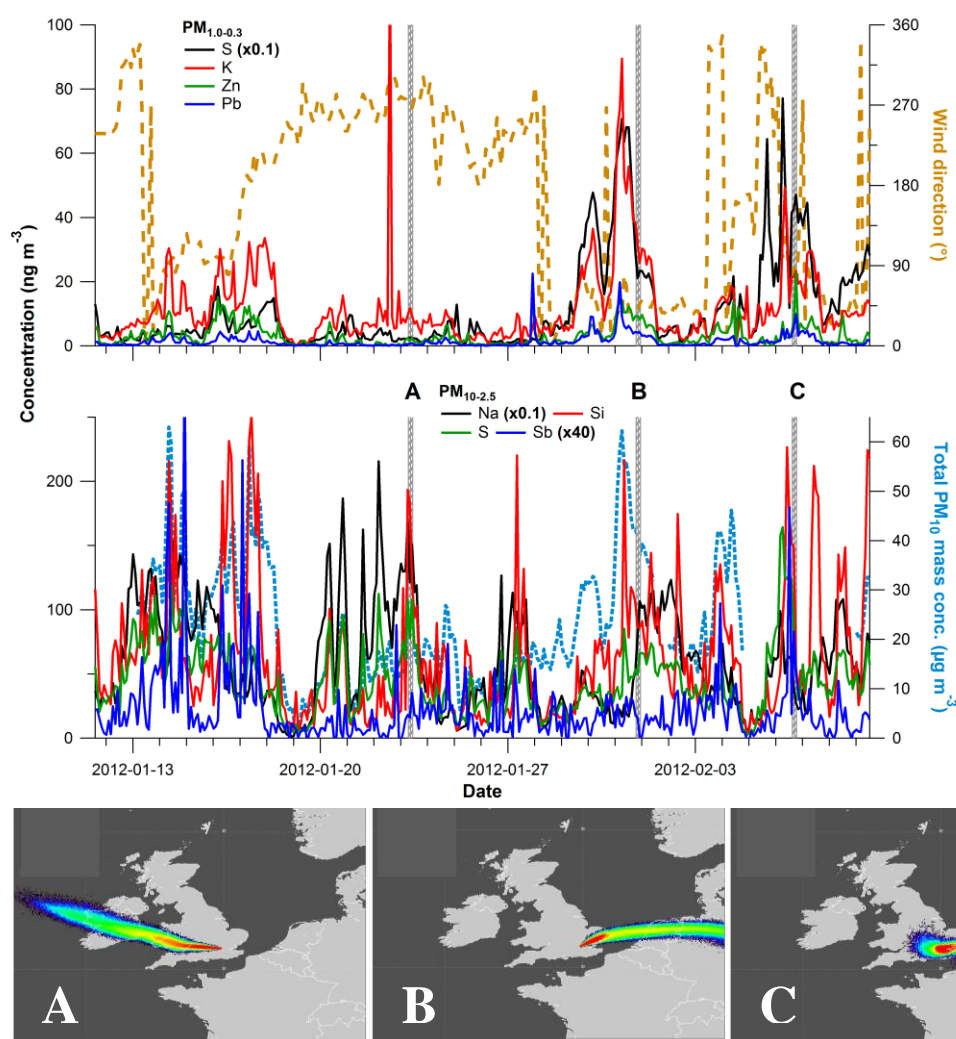 PM1.0-0.3
S (x0.1)
K
Zn
Pb
100
80
60
40
20
0
360
270
180
90
0
Wind direction (°)
Concentration (ng m-3)
A
B
C
PM10-2.5
Na (x0.1) Si
S Sb (x40)
200
100
0
60
50
40
30
20
10
0
Total PM10 mass conc. (µg m-3)
2012-01-13 2012-01-20 2012-01-27 2012-02-03
Date
A
B
C